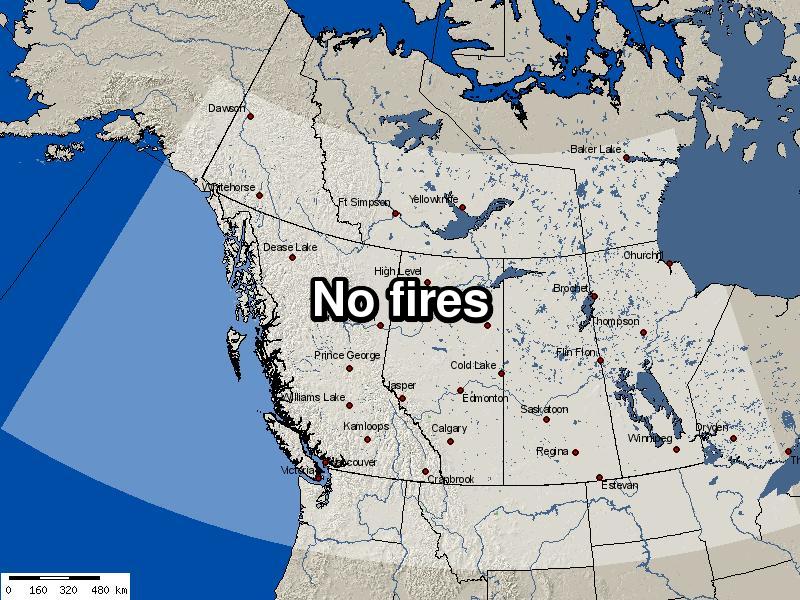 Dawson
Baker Lake
Whitehorse
Ft Simpson
Yellowknife
Dease Lake
Churchill
High Level
Brochet
No fires
Thompson
Flin Flon
Prince George
Cold Lake
Jasper
Williams Lake
Edmonton
Saskatoon
Kamloops
Calgary
Dryden
Winnipeg
Regina
Vancouver
Victoria
Cranbrook
Estevan
0 160 320 480 km